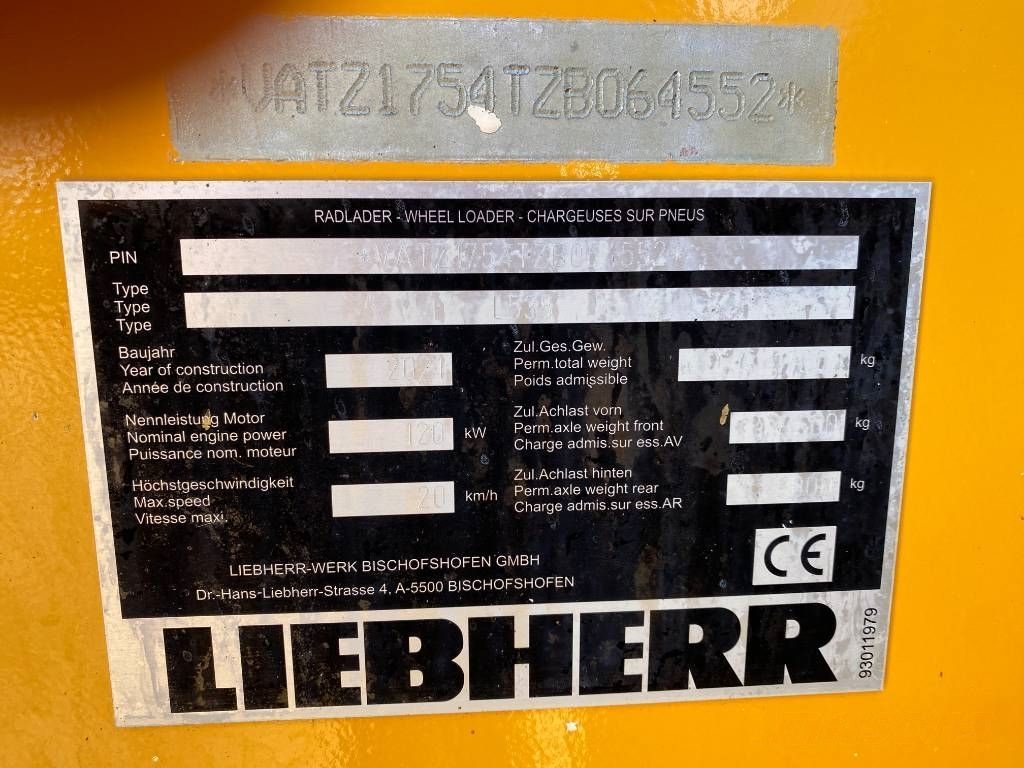 *VATZ1754TZB064552*
RADLADER - WHEEL LOADER - CHARGEUSES SUR PNEUS
PIN *VATZ1754TZB064552*
Type
Type
Type
Baujahr
Year of construction 2021
Année de construction
Nennleistung Motor
Nominal engine power 120 kW
Puissance nom. moteur
Höchstgeschwindigkeit
Max.speed 20 km/h
Vitesse maxi.
Zul.Ges.Gew.
Perm.total weight kg
Poids admissible
Zul.Achlast vorn
Perm.axle weight front kg
Charge admis.sur ess.AV
Zul.Achlast hinten
Perm.axle weight rear kg
Charge admis.sur ess.AR
CE
LIEBHERR-WERK BISCHOFSHOFEN GMBH
Dr.-Hans-Liebherr-Strasse 4, A-5500 BISCHOFSHOFEN
LIEBHERR
93011979